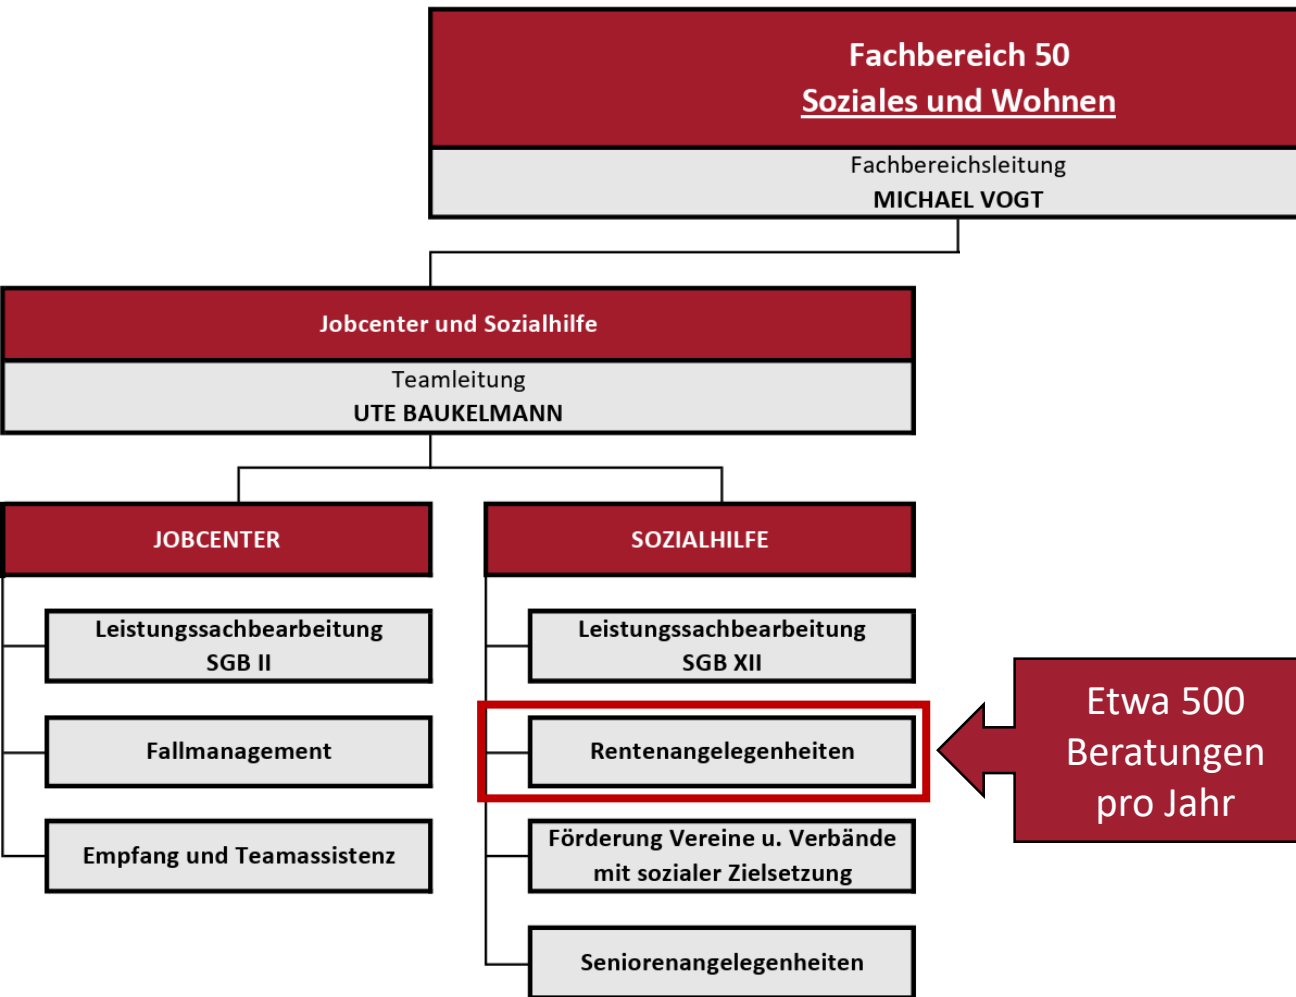 Fachbereich 50
Soziales und Wohnen
Fachbereichsleitung
MICHAEL VOGT
Jobcenter und Sozialhilfe
Teamleitung
UTE BAUKELMANN
JOBCENTER
Leistungssachbearbeitung
SGB II
Fallmanagement
Empfang und Teamassistenz
SOZIALHILFE
Leistungssachbearbeitung
SGB XII
Rentenangelegenheiten
Förderung Vereine u. Verbände
mit sozialer Zielsetzung
Seniorenangelegenheiten
Etwa 500
Beratungen
pro Jahr